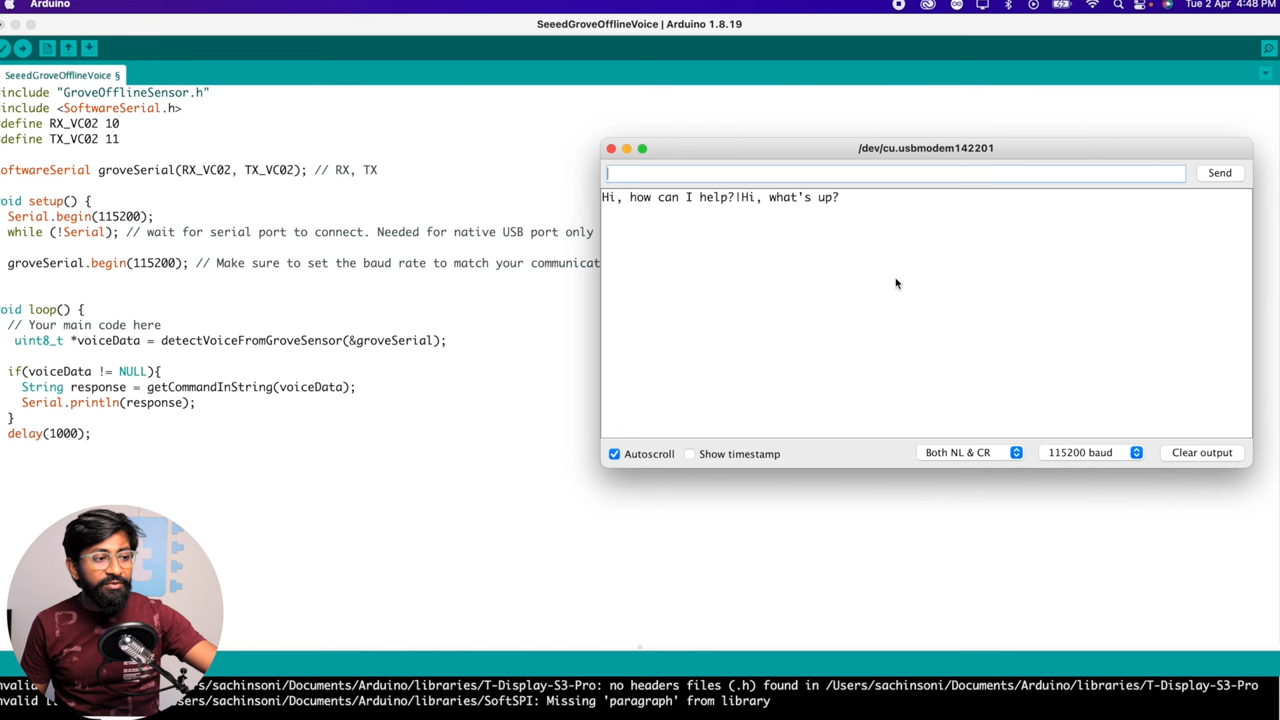 Arduino
Tue 2 Apr 4:48 PM
SeeedGroveOfflineVoice | Arduino 1.8.19
SeeedGroveOfflineVoice §
include "GroveOfflineSensor.h"
include <SoftwareSerial.h>
define RX_VC02 10
define TX_VC02 11
oftwareSerial groveSerial(RX_VC02, TX_VC02); // RX, TX
oid setup() {
Serial.begin(115200);
while (!Serial); // wait for serial port to connect. Needed for native USB port only
groveSerial.begin(115200); // Make sure to set the baud rate to match your communicat
oid loop() {
// Your main code here
uint8_t *voiceData = detectVoiceFromGroveSensor(&groveSerial);
if(voiceData != NULL){
String response = getCommandInString(voiceData);
Serial.println(response);
}
delay(1000);
/dev/cu.usbmodem142201
Send
Hi, how can I help?|Hi, what's up?
Autoscroll
Show timestamp
Both NL & CR
115200 baud
Clear output
nvalid l
rs/sachinsoni/Documents/Arduino/libraries/T-Display-S3-Pro: no headers files (.h) found in /Users/sachinsoni/Documents/Arduino/libraries/T-Display-S3-Pro
nvalid l
rs/sachinsoni/Documents/Arduino/libraries/SoftSPI: Missing 'paragraph' from library